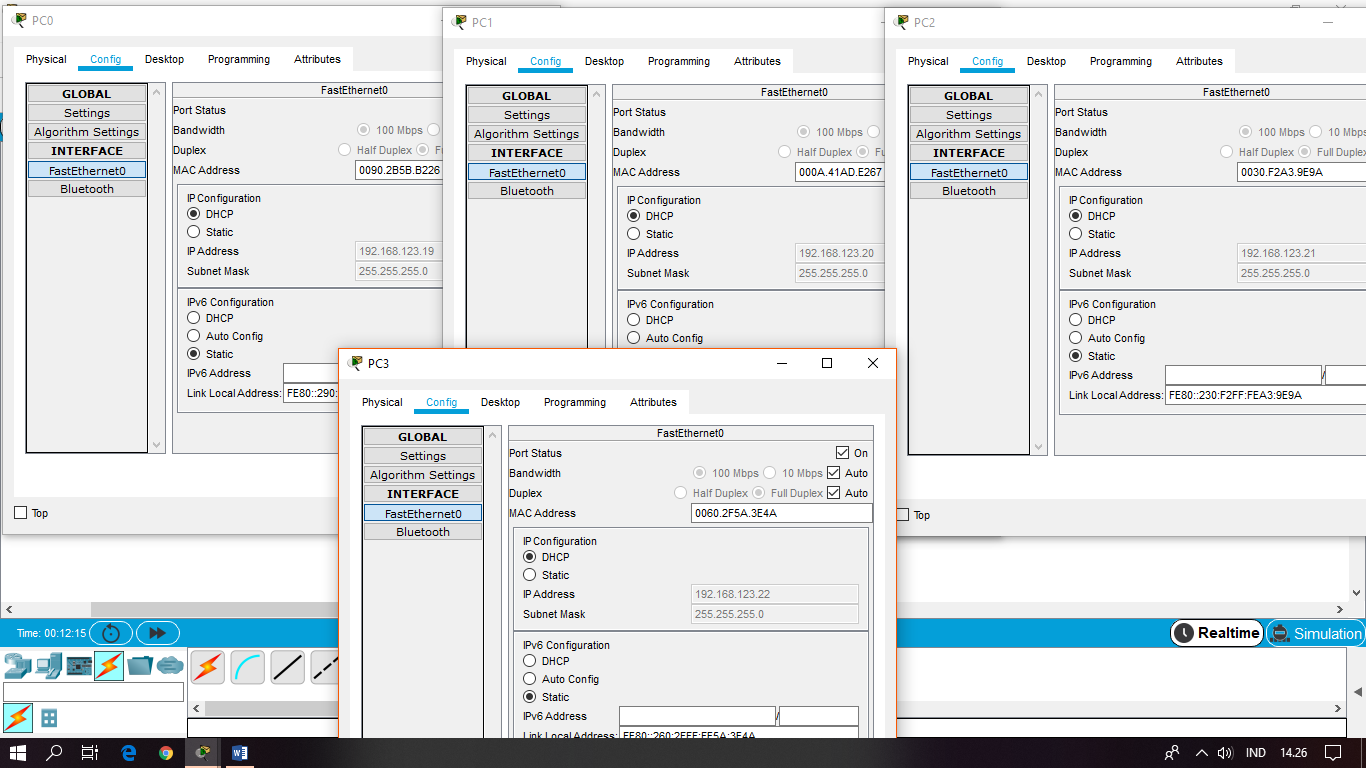 PC0
Physical Config Desktop Programming Attributes
GLOBAL
Settings
Algorithm Settings
INTERFACE
FastEthernet0
Bluetooth
FastEthernet0
Port Status
Bandwidth 100 Mbps
Duplex Half Duplex
MAC Address 0090.2B5B.B226
IP Configuration
DHCP
Static
IP Address 192.168.123.19
Subnet Mask 255.255.255.0
IPv6 Configuration
DHCP
Auto Config
Static
IPv6 Address
Link Local Address: FE80::290:
Top
PC1
Physical Config Desktop Programming Attributes
GLOBAL
Settings
Algorithm Settings
INTERFACE
FastEthernet0
Bluetooth
FastEthernet0
Port Status
Bandwidth 100 Mbps
Duplex Half Duplex
MAC Address 000A.41AD.E267
IP Configuration
DHCP
Static
IP Address 192.168.123.20
Subnet Mask 255.255.255.0
IPv6 Configuration
DHCP
Auto Config
PC2
Physical Config Desktop Programming Attributes
GLOBAL
Settings
Algorithm Settings
INTERFACE
FastEthernet0
Bluetooth
FastEthernet0
Port Status
Bandwidth 100 Mbps 10 Mbps
Duplex Half Duplex Full Duplex
MAC Address 0030.F2A3.9E9A
IP Configuration
DHCP
Static
IP Address 192.168.123.21
Subnet Mask 255.255.255.0
IPv6 Configuration
DHCP
Auto Config
Static
IPv6 Address /
Link Local Address: FE80::230:F2FF:FEA3:9E9A
Top
PC3
Physical Config Desktop Programming Attributes
GLOBAL
Settings
Algorithm Settings
INTERFACE
FastEthernet0
Bluetooth
FastEthernet0
Port Status On
Bandwidth 100 Mbps 10 Mbps Auto
Duplex Half Duplex Full Duplex Auto
MAC Address 0060.2F5A.3E4A
IP Configuration
DHCP
Static
IP Address 192.168.123.22
Subnet Mask 255.255.255.0
IPv6 Configuration
DHCP
Auto Config
Static
IPv6 Address /
Link Local Address: FE80::260:2FFF:FE5A:3E4A
Time: 00:12:15
Realtime Simulation
IND 14.26